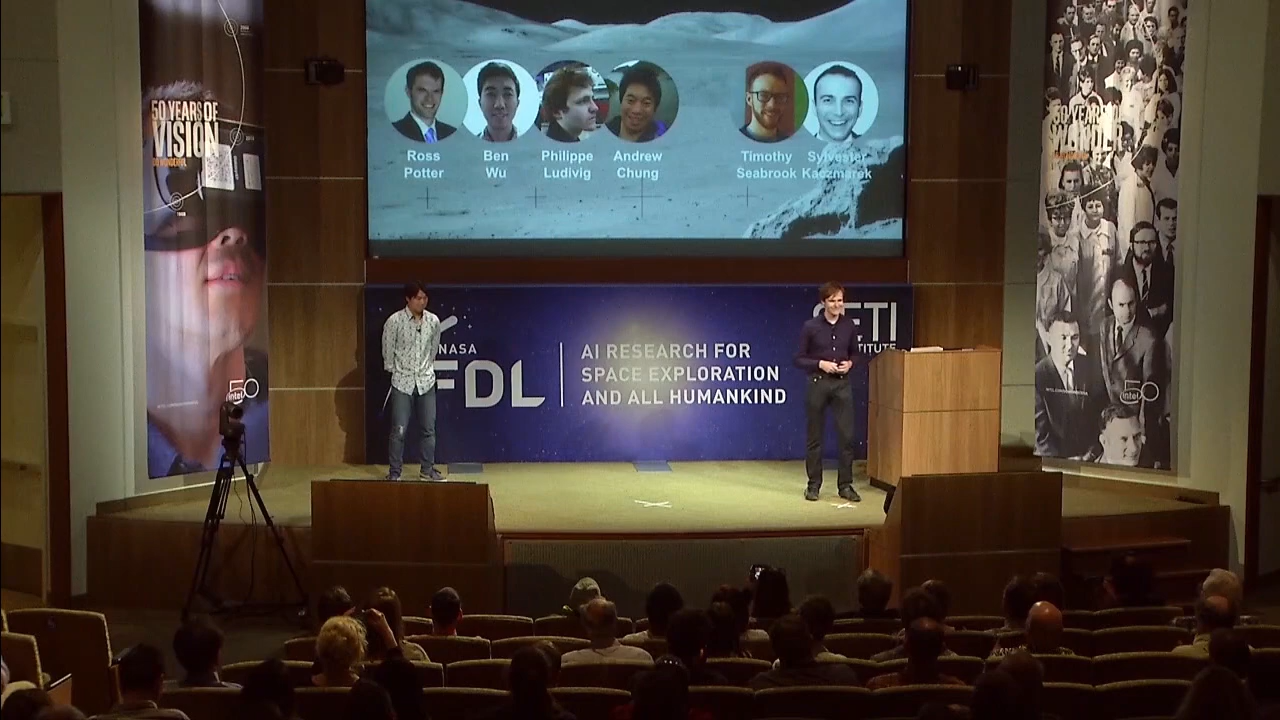 50 YEARS OF
VISION
Ross
Potter
Ben
Wu
Philippe
Ludivig
Andrew
Chung
Timothy
Seabrook
Sylvester
Kaczmarek
50 YEARS OF
WONDER
NASA
FDL
AI RESEARCH FOR
SPACE EXPLORATION
AND ALL HUMANKIND
SETI
INSTITUTE
intel 50
intel 50